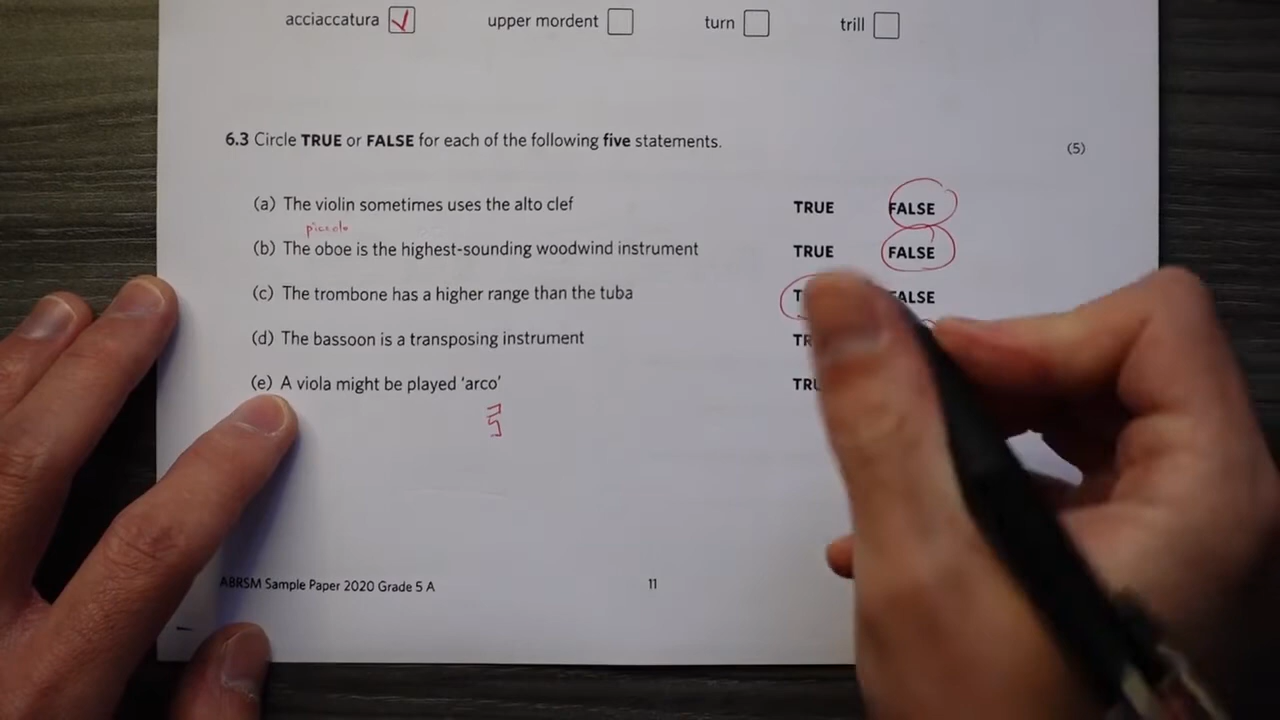 acciaccatura upper mordent turn trill
6.3 Circle TRUE or FALSE for each of the following five statements.
(5)
(a) The violin sometimes uses the alto clef TRUE FALSE
piccolo
(b) The oboe is the highest-sounding woodwind instrument TRUE FALSE
(c) The trombone has a higher range than the tuba
(d) The bassoon is a transposing instrument
(e) A viola might be played ‘arco’
ABRSM Sample Paper 2020 Grade 5 A 11